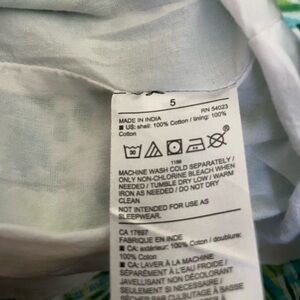 5
MADE IN INDIA RN 54023
■ US: shell: 100% Cotton / lining: 100%
Cotton
30
1166
MACHINE WASH COLD SEPARATELY /
ONLY NON-CHLORINE BLEACH WHEN
NEEDED / TUMBLE DRY LOW / WARM
IRON AS NEEDED / DO NOT DRY
CLEAN
NOT INTENDED FOR USE AS
SLEEPWEAR.
CA 17697
FABRIQUÉ EN INDE
■ CA: extérieur: 100% Coton / doublure:
100% Coton
■ CA: LAVER À LA MACHINE
SÉPARÉMENT À L'EAU FROIDE /
JAVELLISANT NON DÉCOLORANT
SEULEMENT SI NÉCESSAIRE /